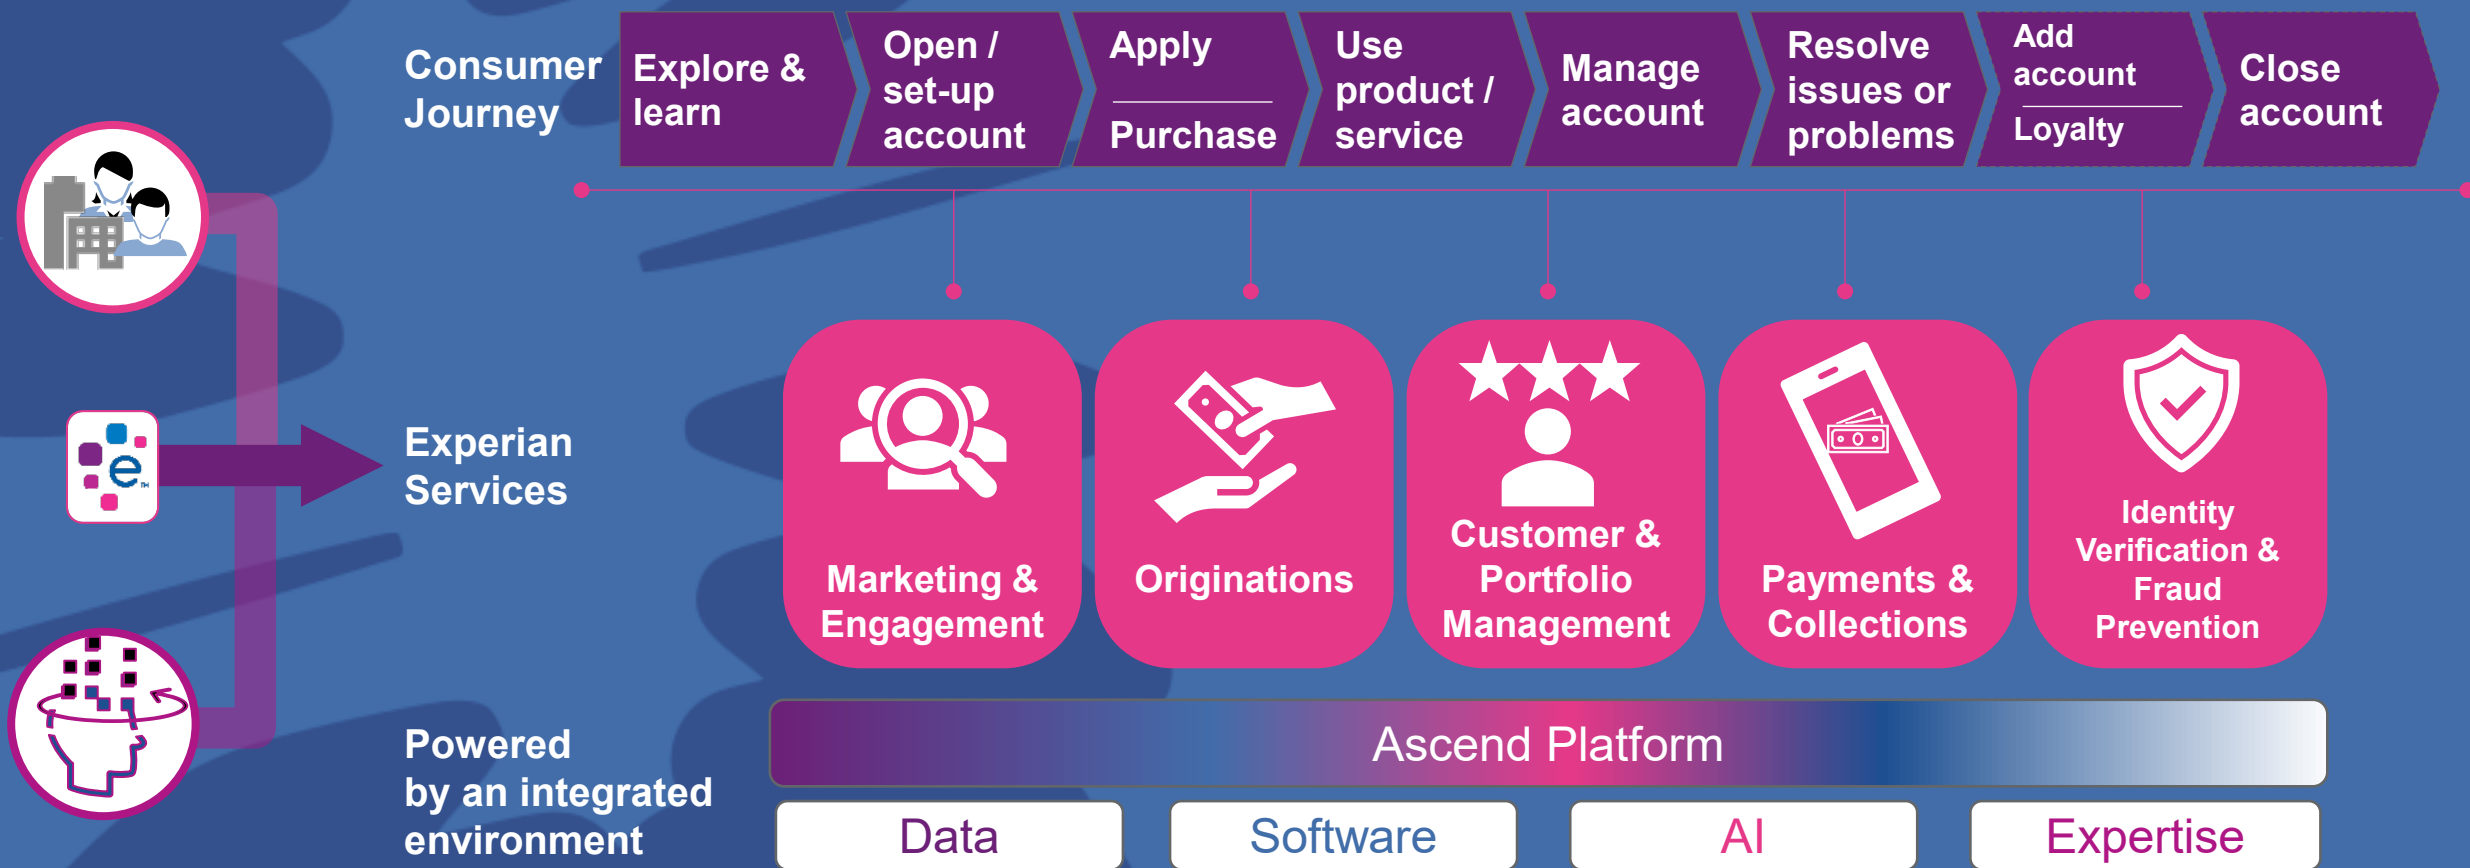 Consumer
Journey
Explore &
learn
Open /
set-up
account
Apply
Purchase
Use
product /
service
Manage
account
Resolve
issues or
problems
Add
account
Loyalty
Close
account
e™
Experian
Services
Marketing &
Engagement
Originations
Customer &
Portfolio
Management
Payments &
Collections
Identity
Verification &
Fraud
Prevention
Powered
by an integrated
environment
Ascend Platform
Data
Software
AI
Expertise